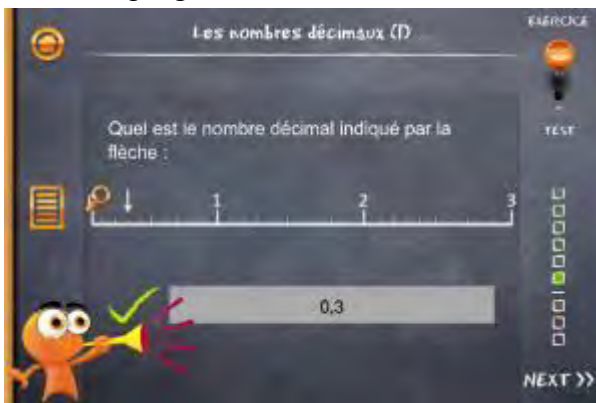 Les nombres décimaux (1)
EXERCICE
TEST
Quel est le nombre décimal indiqué par la
flèche :
1 2 3
0,3
NEXT >>